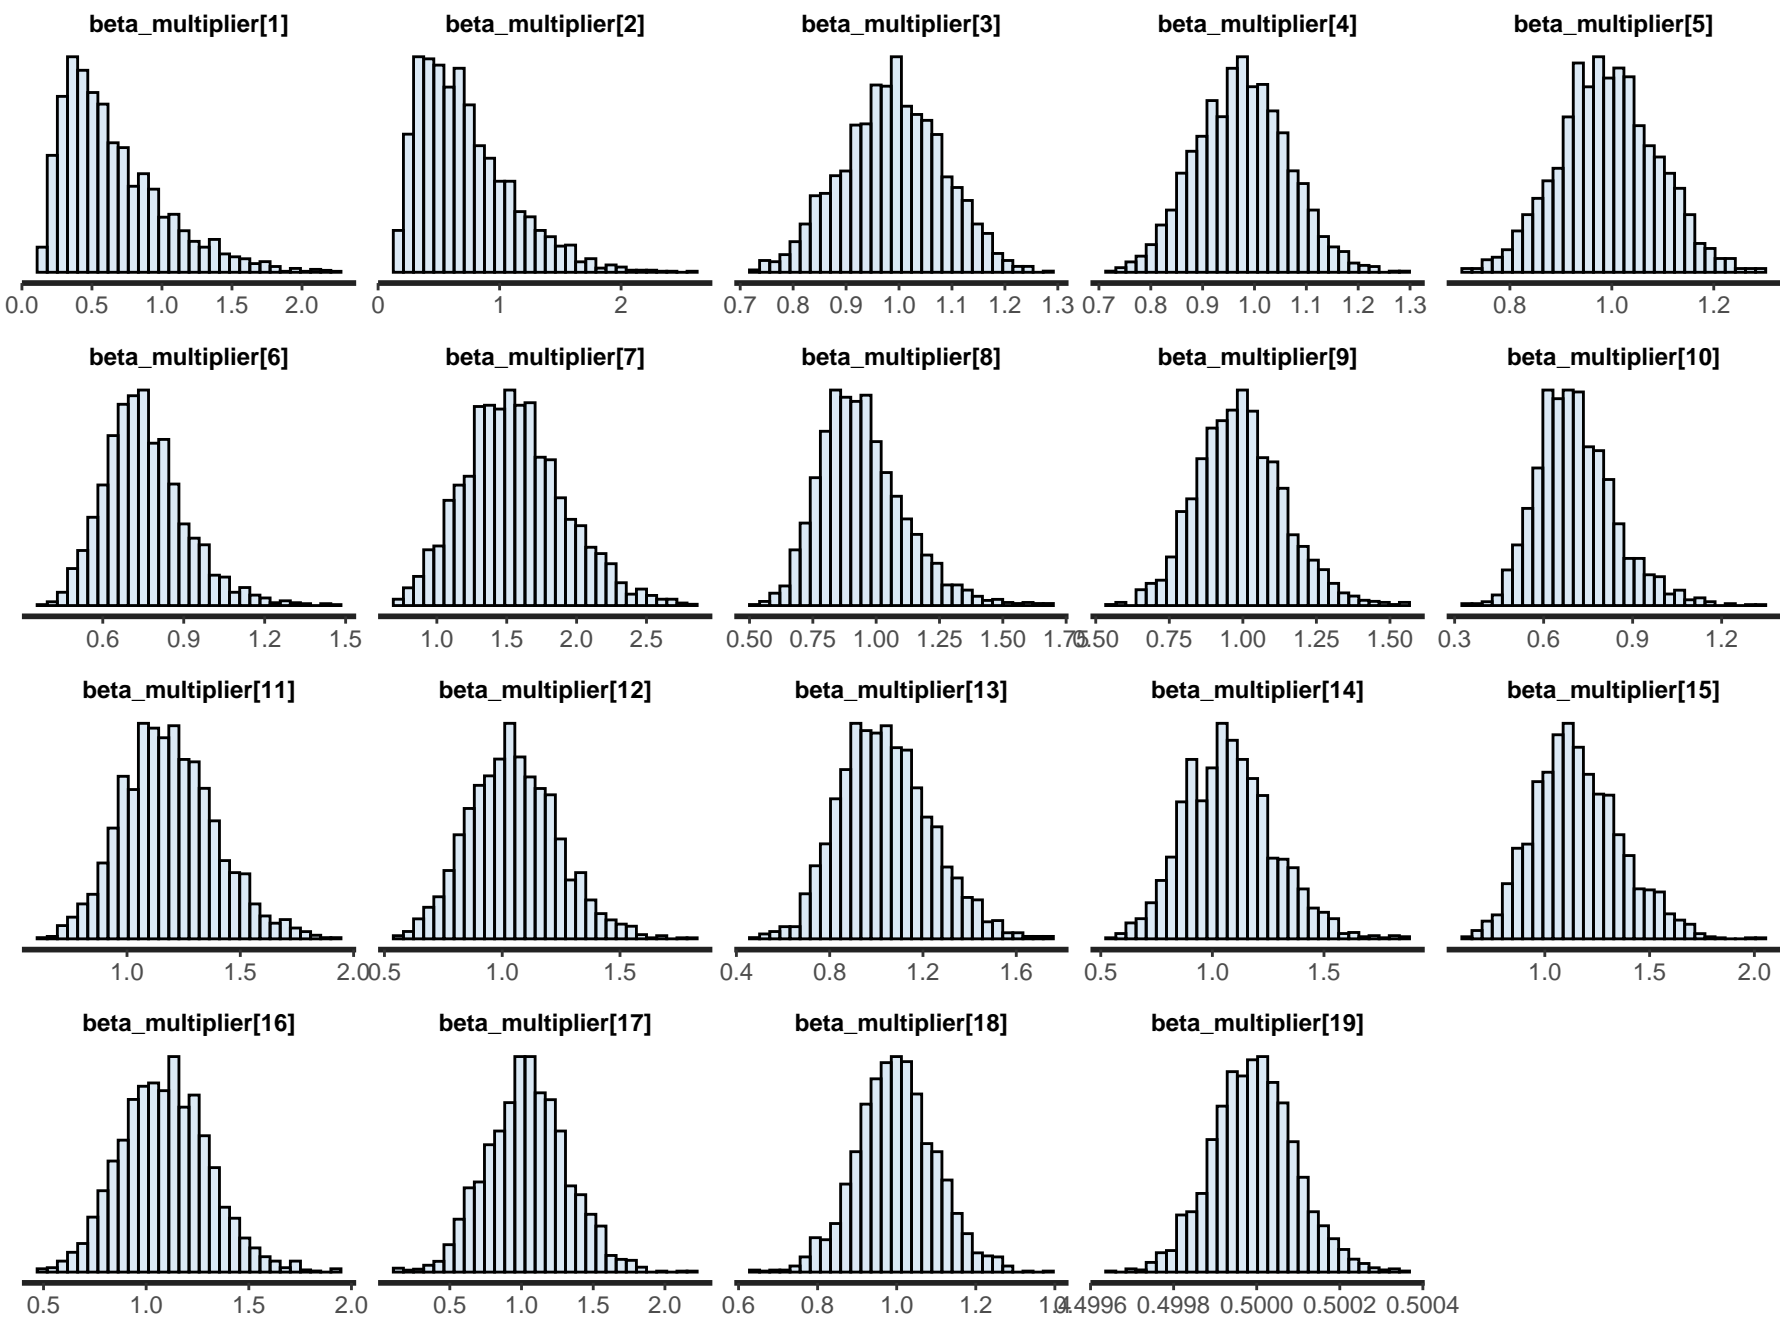 beta_multiplier[1] beta_multiplier[2] beta_multiplier[3] beta_multiplier[4] beta_multiplier[5]
0.0 0.5 1.0 1.5 2.0 0 1 2 0.7 0.8 0.9 1.0 1.1 1.2 1.3 0.7 0.8 0.9 1.0 1.1 1.2 1.3 0.8 1.0 1.2
beta_multiplier[6] beta_multiplier[7] beta_multiplier[8] beta_multiplier[9] beta_multiplier[10]
0.6 0.9 1.2 1.5 1.0 1.5 2.0 2.5 0.50 0.75 1.00 1.25 1.50 1.75 0.50 0.75 1.00 1.25 1.50 0.3 0.6 0.9 1.2
beta_multiplier[11] beta_multiplier[12] beta_multiplier[13] beta_multiplier[14] beta_multiplier[15]
1.0 1.5 2.0 0.5 1.0 1.5 0.4 0.8 1.2 1.6 0.5 1.0 1.5 1.0 1.5 2.0
beta_multiplier[16] beta_multiplier[17] beta_multiplier[18] beta_multiplier[19]
0.5 1.0 1.5 2.0 0.5 1.0 1.5 2.0 0.6 0.8 1.0 1.2 1.4 0.4996 0.4998 0.5000 0.5002 0.5004